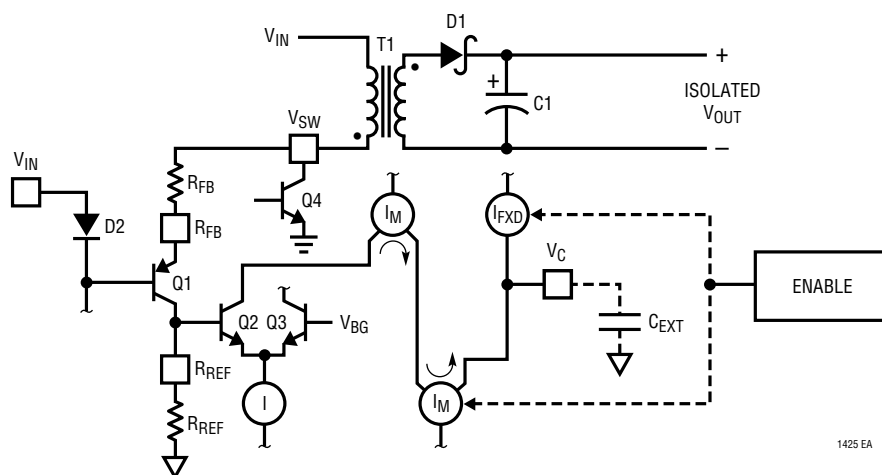 D1
VIN
T1
+
+
C1
ISOLATED
VOUT
–
VSW
VIN
RFB
Q4
IM
IFXD
RFB
D2
VC
Q1
ENABLE
Q2
Q3
VBG
CEXT
RREF
I
IM
RREF
1425 EA